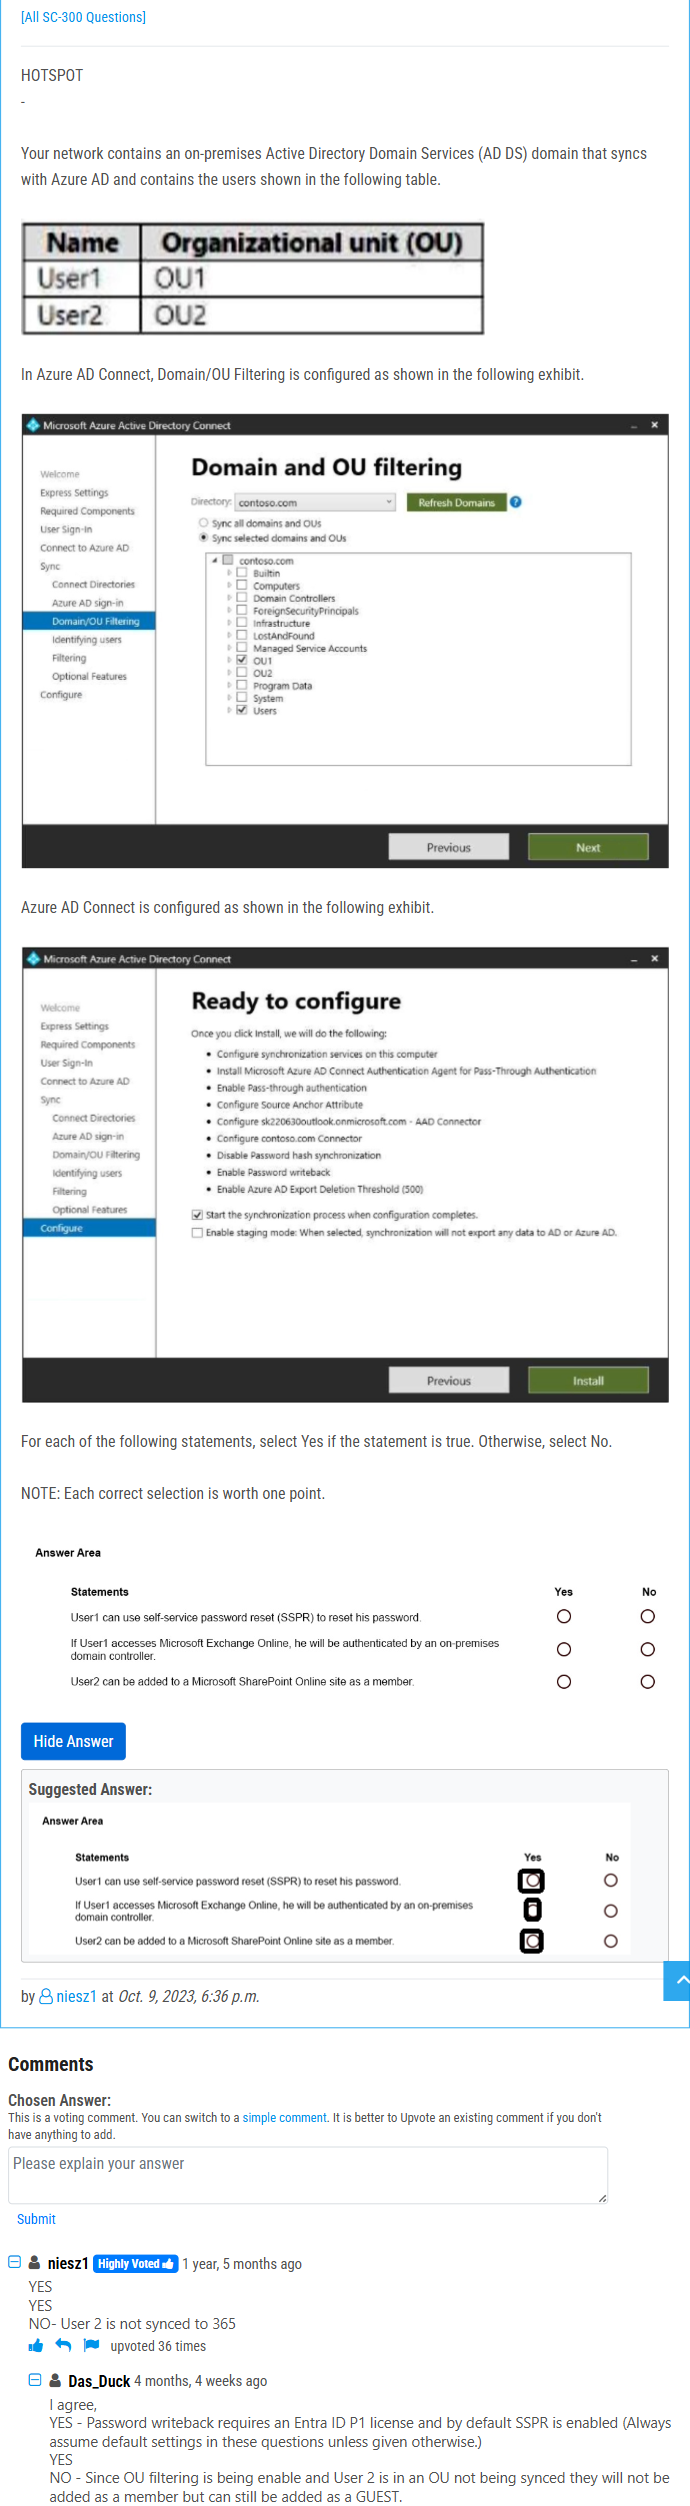 [All SC-300 Questions]
HOTSPOT
-
Your network contains an on-premises Active Directory Domain Services (AD DS) domain that syncs
with Azure AD and contains the users shown in the following table.
Name Organizational unit (OU)
User1 OU1
User2 OU2
In Azure AD Connect, Domain/OU Filtering is configured as shown in the following exhibit.
Microsoft Azure Active Directory Connect
Welcome
Express Settings
Required Components
User Sign-In
Connect to Azure AD
Sync
Connect Directories
Azure AD sign-in
Domain/OU Filtering
Identifying users
Filtering
Optional Features
Configure
Domain and OU filtering
Directory: contoso.com Refresh Domains ?
Sync all domains and OUs
Sync selected domains and OUs
contoso.com
Builtin
Computers
Domain Controllers
ForeignSecurityPrincipals
Infrastructure
LostAndFound
Managed Service Accounts
OU1
OU2
Program Data
System
Users
Previous Next
Azure AD Connect is configured as shown in the following exhibit.
Microsoft Azure Active Directory Connect
Welcome
Express Settings
Required Components
User Sign-In
Connect to Azure AD
Sync
Connect Directories
Azure AD sign-in
Domain/OU Filtering
Identifying users
Filtering
Optional Features
Configure
Ready to configure
Once you click Install, we will do the following:
• Configure synchronization services on this computer
• Install Microsoft Azure AD Connect Authentication Agent for Pass-Through Authentication
• Enable Pass-through authentication
• Configure Source Anchor Attribute
• Configure sk220630outlook.onmicrosoft.com - AAD Connector
• Configure contoso.com Connector
• Disable Password hash synchronization
• Enable Password writeback
• Enable Azure AD Export Deletion Threshold (500)
Start the synchronization process when configuration completes.
Enable staging mode: When selected, synchronization will not export any data to AD or Azure AD.
Previous Install
For each of the following statements, select Yes if the statement is true. Otherwise, select No.
NOTE: Each correct selection is worth one point.
Answer Area
Statements Yes No
User1 can use self-service password reset (SSPR) to reset his password.
If User1 accesses Microsoft Exchange Online, he will be authenticated by an on-premises
domain controller.
User2 can be added to a Microsoft SharePoint Online site as a member.
Hide Answer
Suggested Answer:
Answer Area
Statements Yes No
User1 can use self-service password reset (SSPR) to reset his password.
If User1 accesses Microsoft Exchange Online, he will be authenticated by an on-premises
domain controller.
User2 can be added to a Microsoft SharePoint Online site as a member.
by niesz1 at Oct. 9, 2023, 6:36 p.m.
Comments
Chosen Answer:
This is a voting comment. You can switch to a simple comment. It is better to Upvote an existing comment if you don't
have anything to add.
Please explain your answer
Submit
niesz1 Highly Voted 1 year, 5 months ago
YES
YES
NO- User 2 is not synced to 365
upvoted 36 times
Das_Duck 4 months, 4 weeks ago
I agree,
YES - Password writeback requires an Entra ID P1 license and by default SSPR is enabled (Always
assume default settings in these questions unless given otherwise.)
YES
NO - Since OU filtering is being enable and User 2 is in an OU not being synced they will not be
added as a member but can still be added as a GUEST.